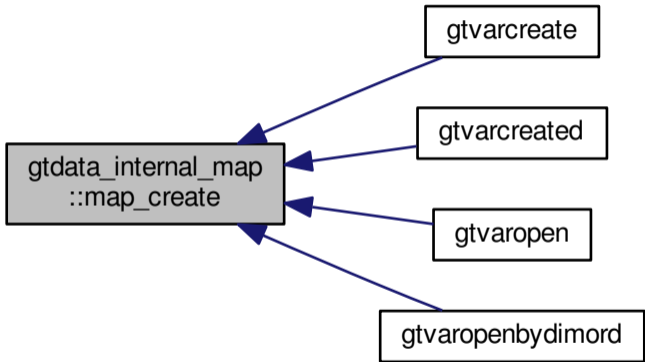 gtvarcreate
gtvarcreated
gtdata_internal_map
::map_create
gtvaropen
gtvaropenbydimord